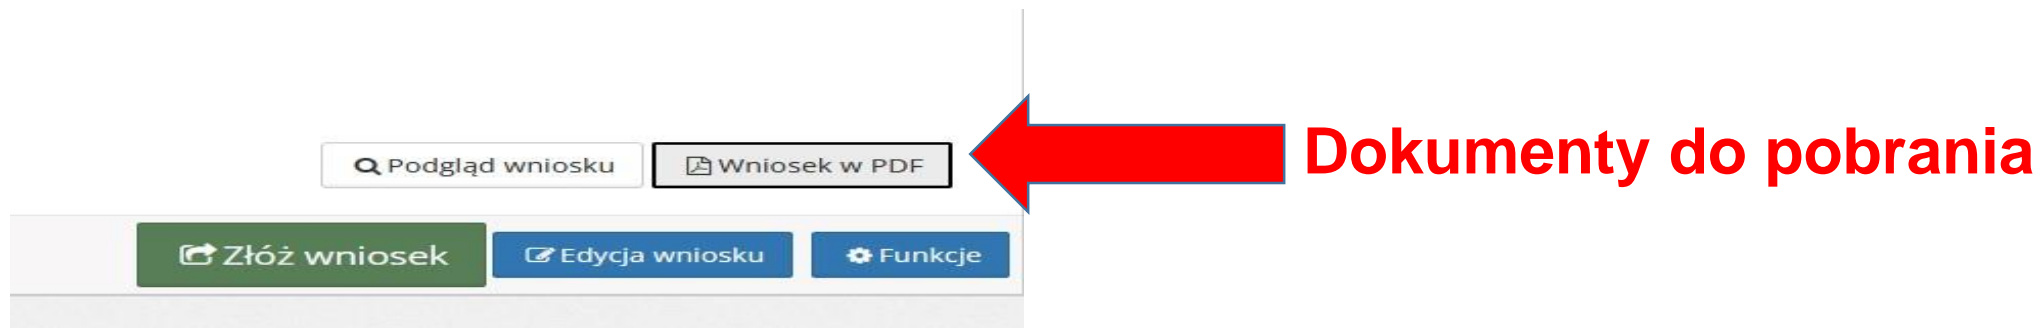 Podgląd wniosku Wniosek w PDF Dokumenty do pobrania
Złóż wniosek Edycja wniosku Funkcje